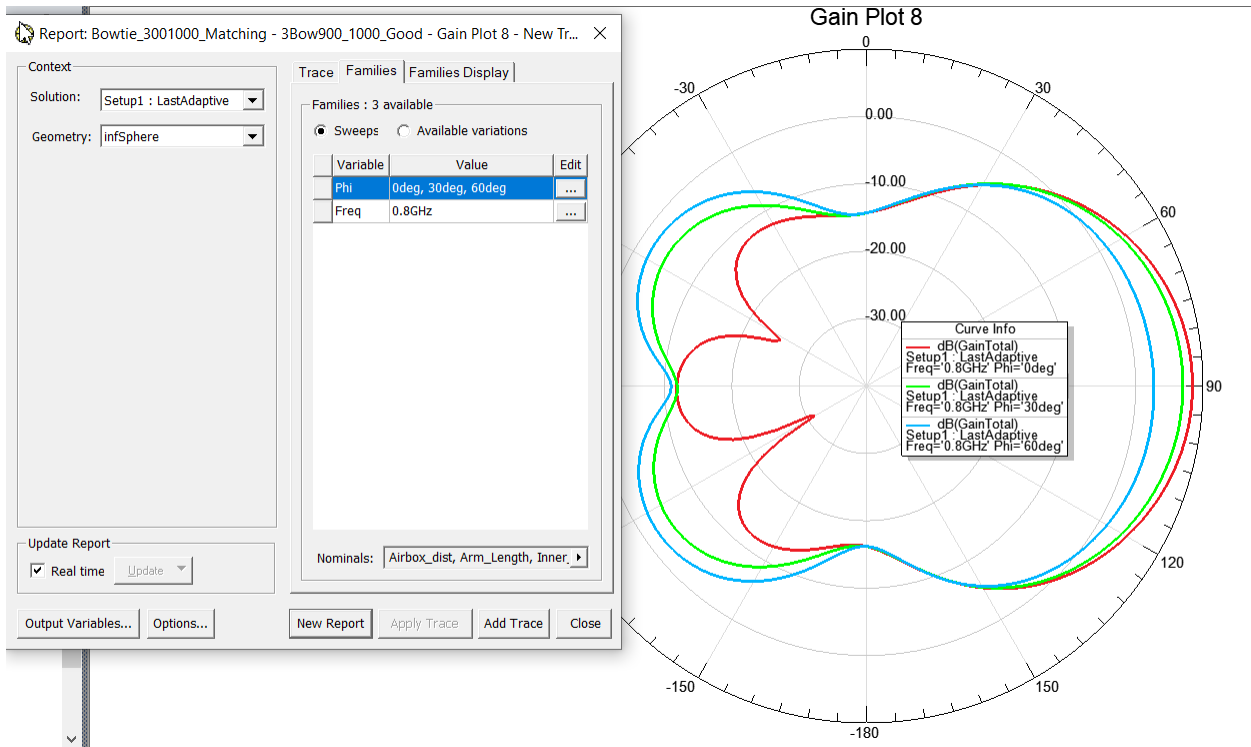 Report: Bowtie_3001000_Matching - 3Bow900_1000_Good - Gain Plot 8 - New Tr...
Context
Solution:
Setup1 : LastAdaptive
Geometry:
infSphere
Update Report
Real time
Update
Output Variables...
Options...
Trace
Families
Families Display
Families : 3 available
Sweeps
Available variations
Variable Value Edit
Phi 0deg, 30deg, 60deg ...
Freq 0.8GHz ...
Nominals:
Airbox_dist, Arm_Length, Inner_
New Report
Apply Trace
Add Trace
Close
Gain Plot 8
0
-30
30
0.00
-10.00
60
-20.00
-30.00
90
Curve Info
dB(GainTotal)
Setup1 : LastAdaptive
Freq='0.8GHz' Phi='0deg'
dB(GainTotal)
Setup1 : LastAdaptive
Freq='0.8GHz' Phi='30deg'
dB(GainTotal)
Setup1 : LastAdaptive
Freq='0.8GHz' Phi='60deg'
120
-150
150
-180